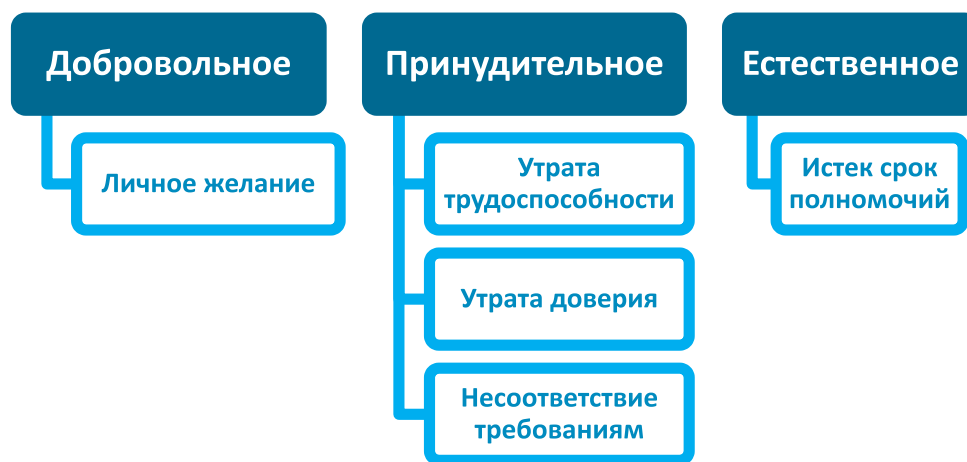 Добровольное
Личное желание
Принудительное
Утрата
трудоспособности
Утрата доверия
Несоответствие
требованиям
Естественное
Истек срок
полномочий